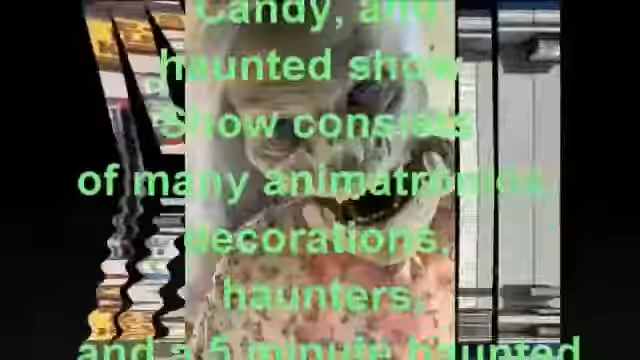 Candy, and
haunted show
Show consists
of many animatronics,
decorations,
haunters,
and a 5 minute haunted